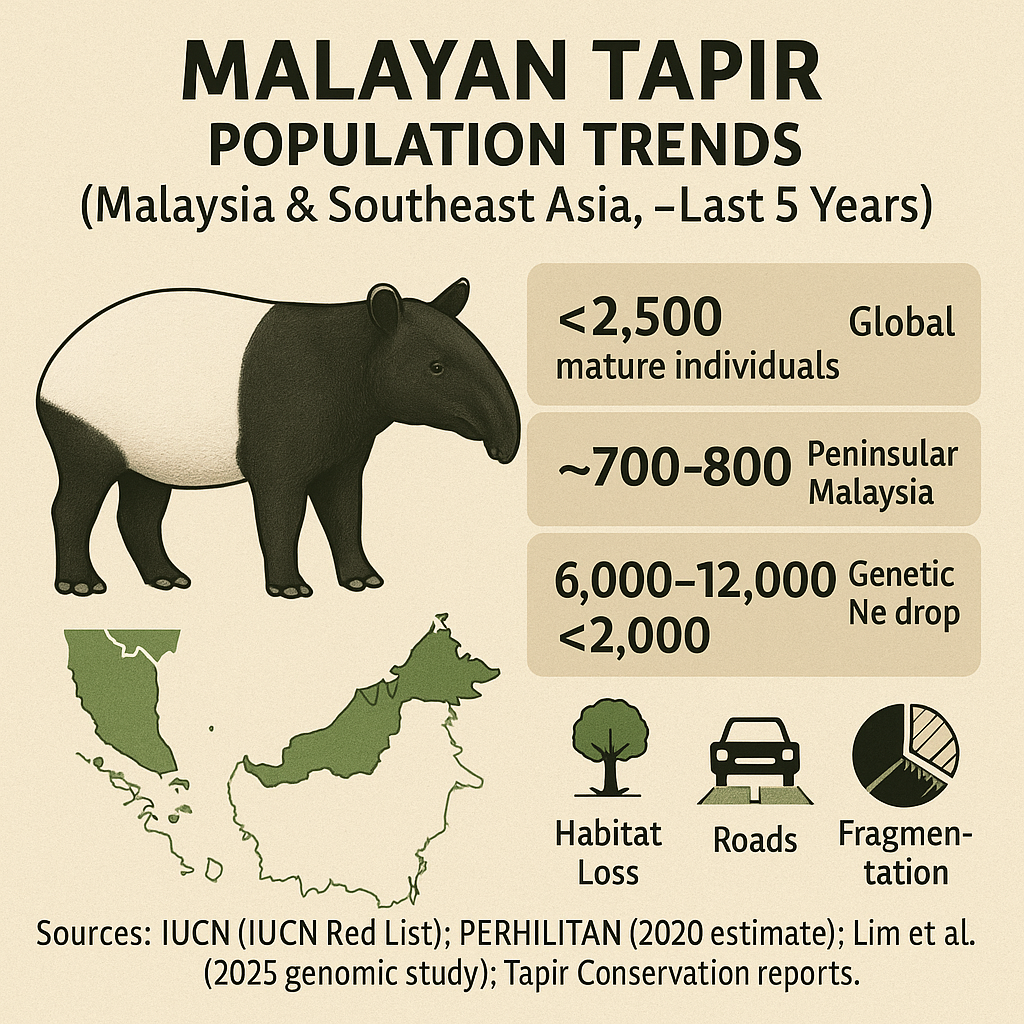 MALAYAN TAPIR
POPULATION TRENDS
(Malaysia & Southeast Asia, –Last 5 Years)
<2,500 Global
mature individuals
~700-800 Peninsular
Malaysia
6,000–12,000 Genetic
Ne drop
<2,000
Habitat
Loss
Roads
Fragmen-
tation
Sources: IUCN (IUCN Red List); PERHILITAN (2020 estimate); Lim et al.
(2025 genomic study); Tapir Conservation reports.